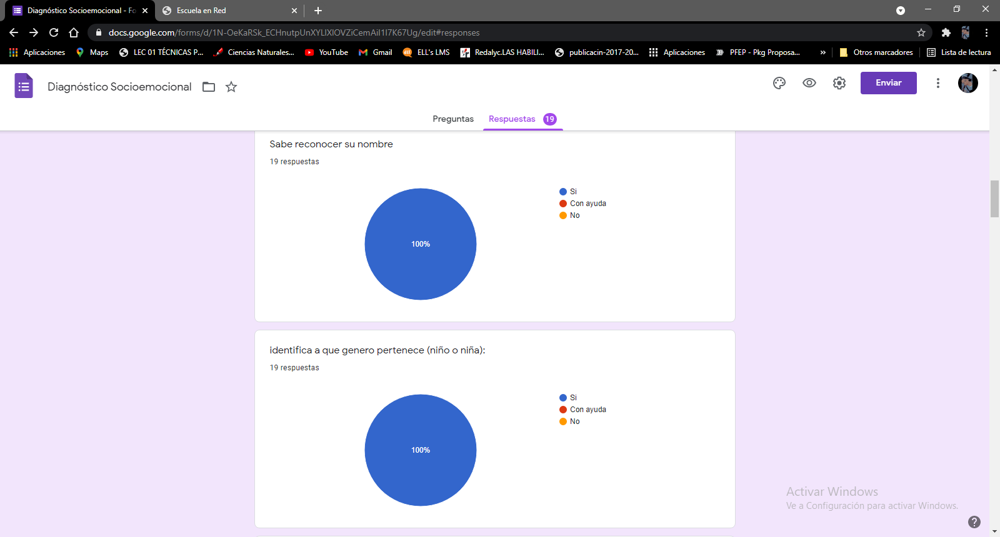 Diagnóstico Socioemocional - Fo
Escuela en Red
docs.google.com/forms/d/1N-OeKaRSk_ECHnutpUnXYLIXIOVZiCemAiI1I7K67Ug/edit#responses
Aplicaciones
Maps
LEC 01 TÉCNICAS P...
Ciencias Naturales...
YouTube
Gmail
ELL's LMS
Redalyc.LAS HABILI...
publicacin-2017-20...
Aplicaciones
PFEP - Pkg Proposa...
»
Otros marcadores
Lista de lectura
Diagnóstico Socioemocional
Enviar
Preguntas
Respuestas 19
Sabe reconocer su nombre
19 respuestas
Si
Con ayuda
No
100%
identifica a que genero pertenece (niño o niña):
19 respuestas
Si
Con ayuda
No
100%
Activar Windows
Ve a Configuración para activar Windows.